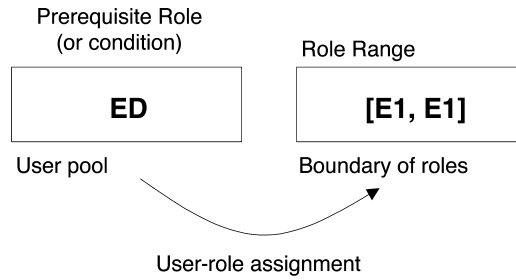 Prerequisite Role
(or condition)
Role Range
ED
[E1, E1]
User pool
Boundary of roles
User-role assignment